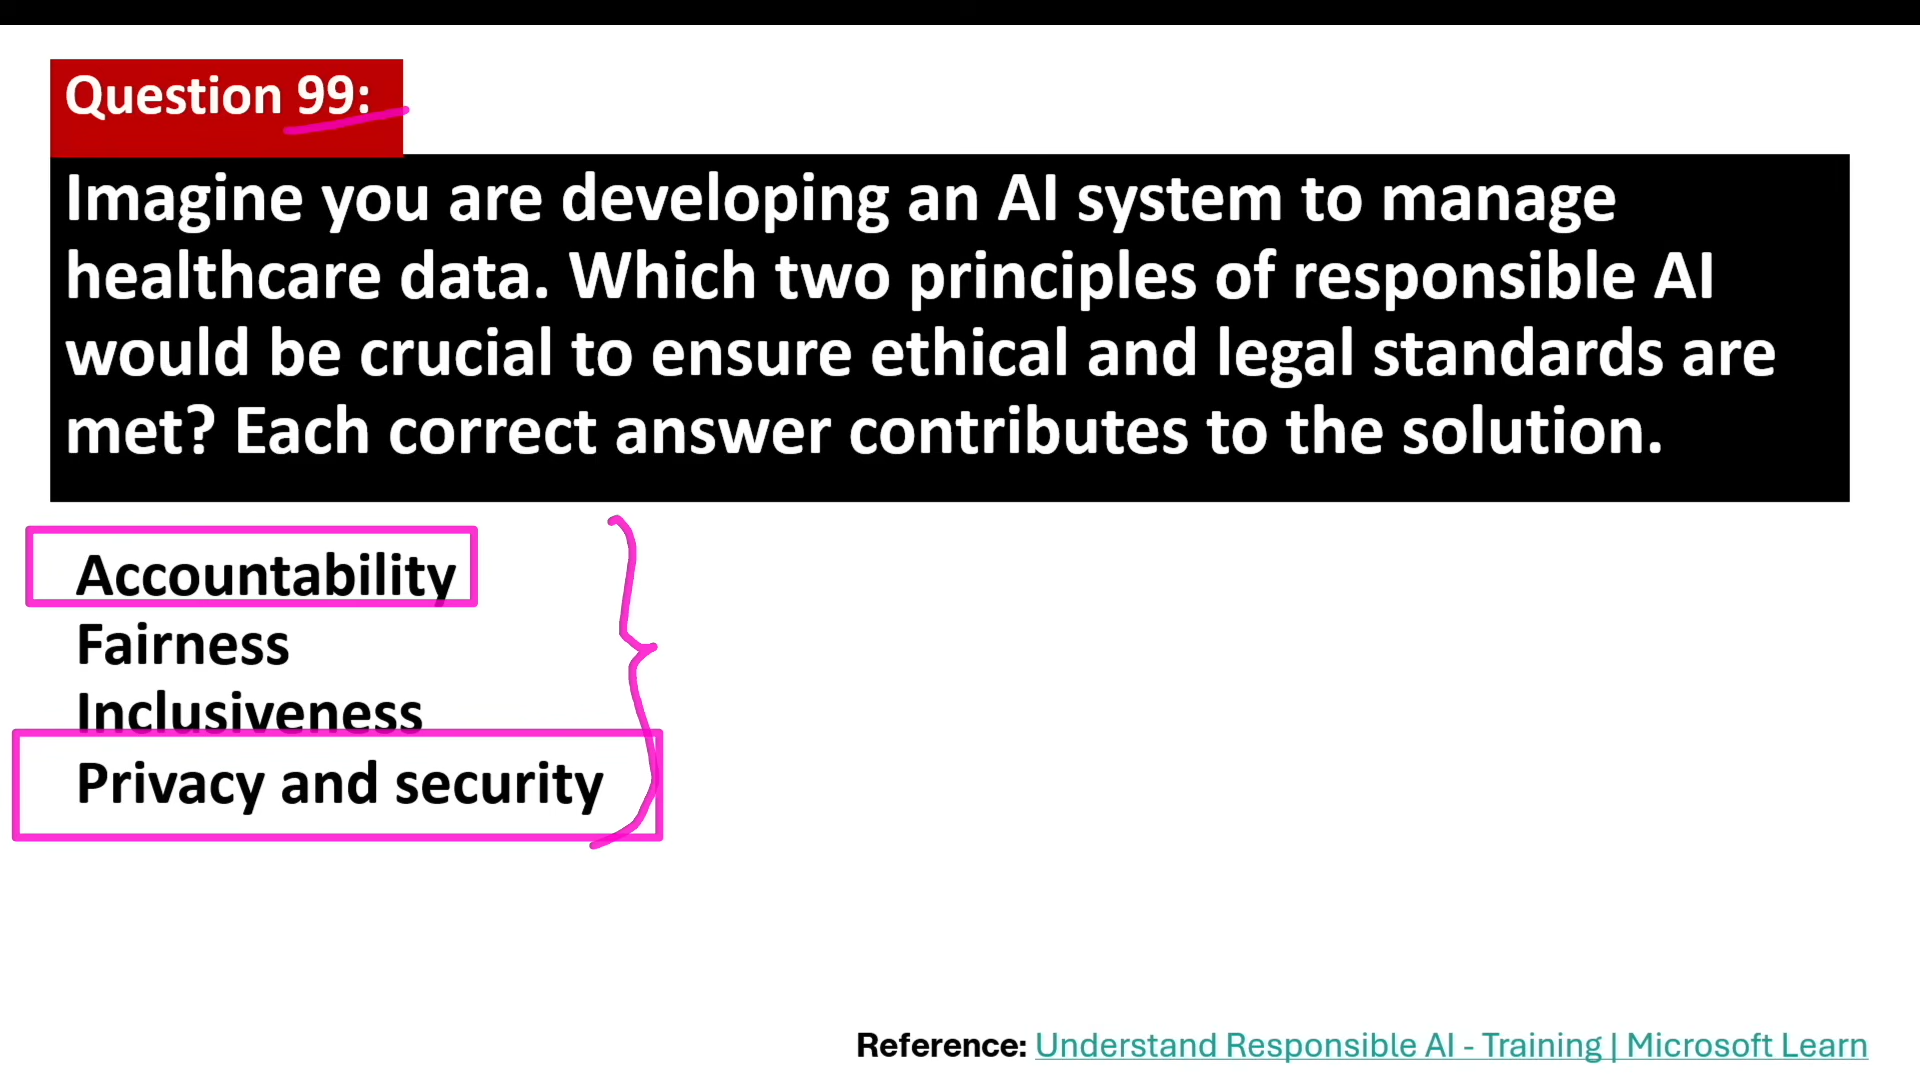 Question 99:
Imagine you are developing an AI system to manage
healthcare data. Which two principles of responsible AI
would be crucial to ensure ethical and legal standards are
met? Each correct answer contributes to the solution.
Accountability
Fairness
Inclusiveness
Privacy and security
Reference: Understand Responsible AI - Training | Microsoft Learn